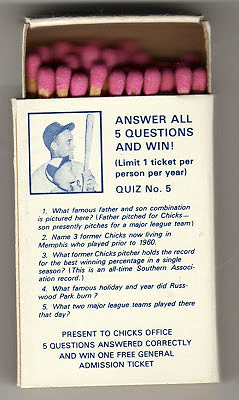 ANSWER ALL
5 QUESTIONS
AND WIN!
(Limit 1 ticket per
person per year)
QUIZ No. 5
1. What famous father and son combination
is pictured here? (Father pitched for Chicks—
son presently pitches for a major league team)
2. Name 3 former Chicks now living in
Memphis who played prior to 1960.
3. What former Chicks pitcher holds the record
for the best winning percentage in a single
season? (This is an all-time Southern Associ-
ation record.)
4. What famous holiday and year did Russ-
wood Park burn ?
5. What two major league teams played there
that day?
PRESENT TO CHICKS OFFICE
5 QUESTIONS ANSWERED CORRECTLY
AND WIN ONE FREE GENERAL
ADMISSION TICKET